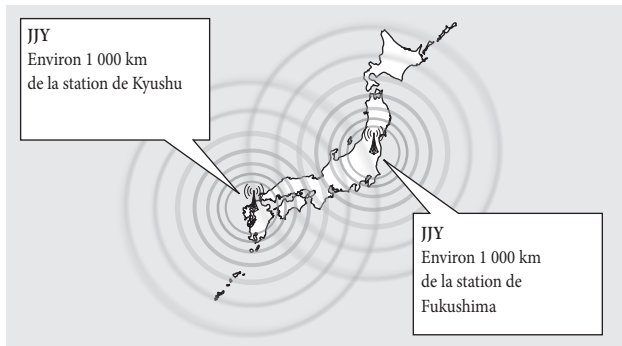 JJY
Environ 1 000 km
de la station de Kyushu
JJY
Environ 1 000 km
de la station de
Fukushima